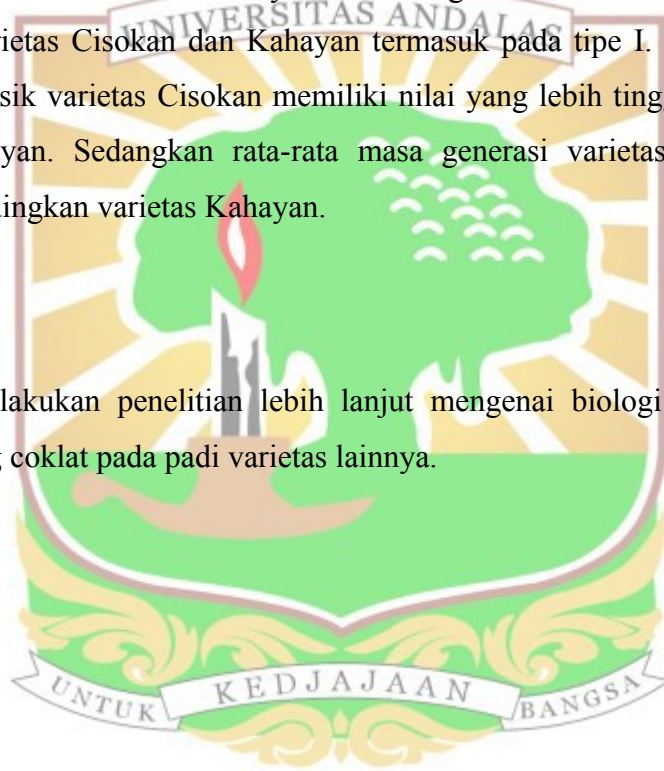 UNIVERSITAS ANDALAS
rietas Cisokan dan Kahayan termasuk pada tipe I.
sik varietas Cisokan memiliki nilai yang lebih ting
yan. Sedangkan rata-rata masa generasi varietas
lingkan varietas Kahayan.
lakukan penelitian lebih lanjut mengenai biologi
coklat pada padi varietas lainnya.
UNTUK KEDJAJAAN BANGSA